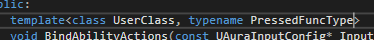 public:
template<class UserClass, typename PressedFuncType>
void BindAbilityActions(const UAuraInputConfig* Input